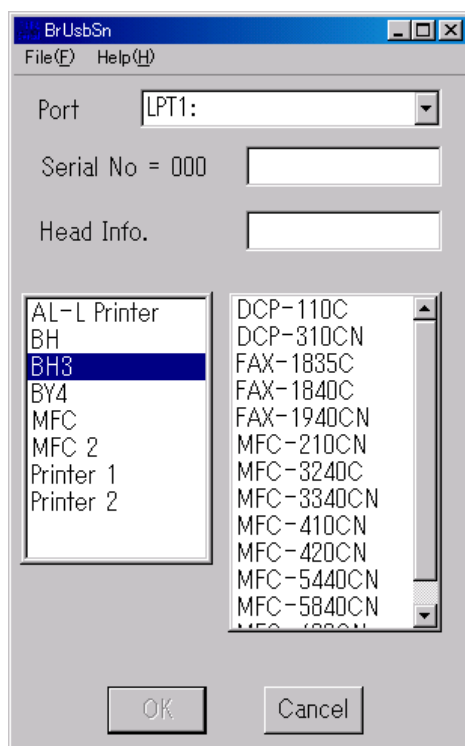 BrUsbSn
File(F) Help(H)
Port LPT1:
Serial No = 000
Head Info.
AL-L Printer
BH
BH3
BY4
MFC
MFC 2
Printer 1
Printer 2
DCP-110C
DCP-310CN
FAX-1835C
FAX-1840C
FAX-1940CN
MFC-210CN
MFC-3240C
MFC-3340CN
MFC-410CN
MFC-420CN
MFC-5440CN
MFC-5840CN
OK Cancel